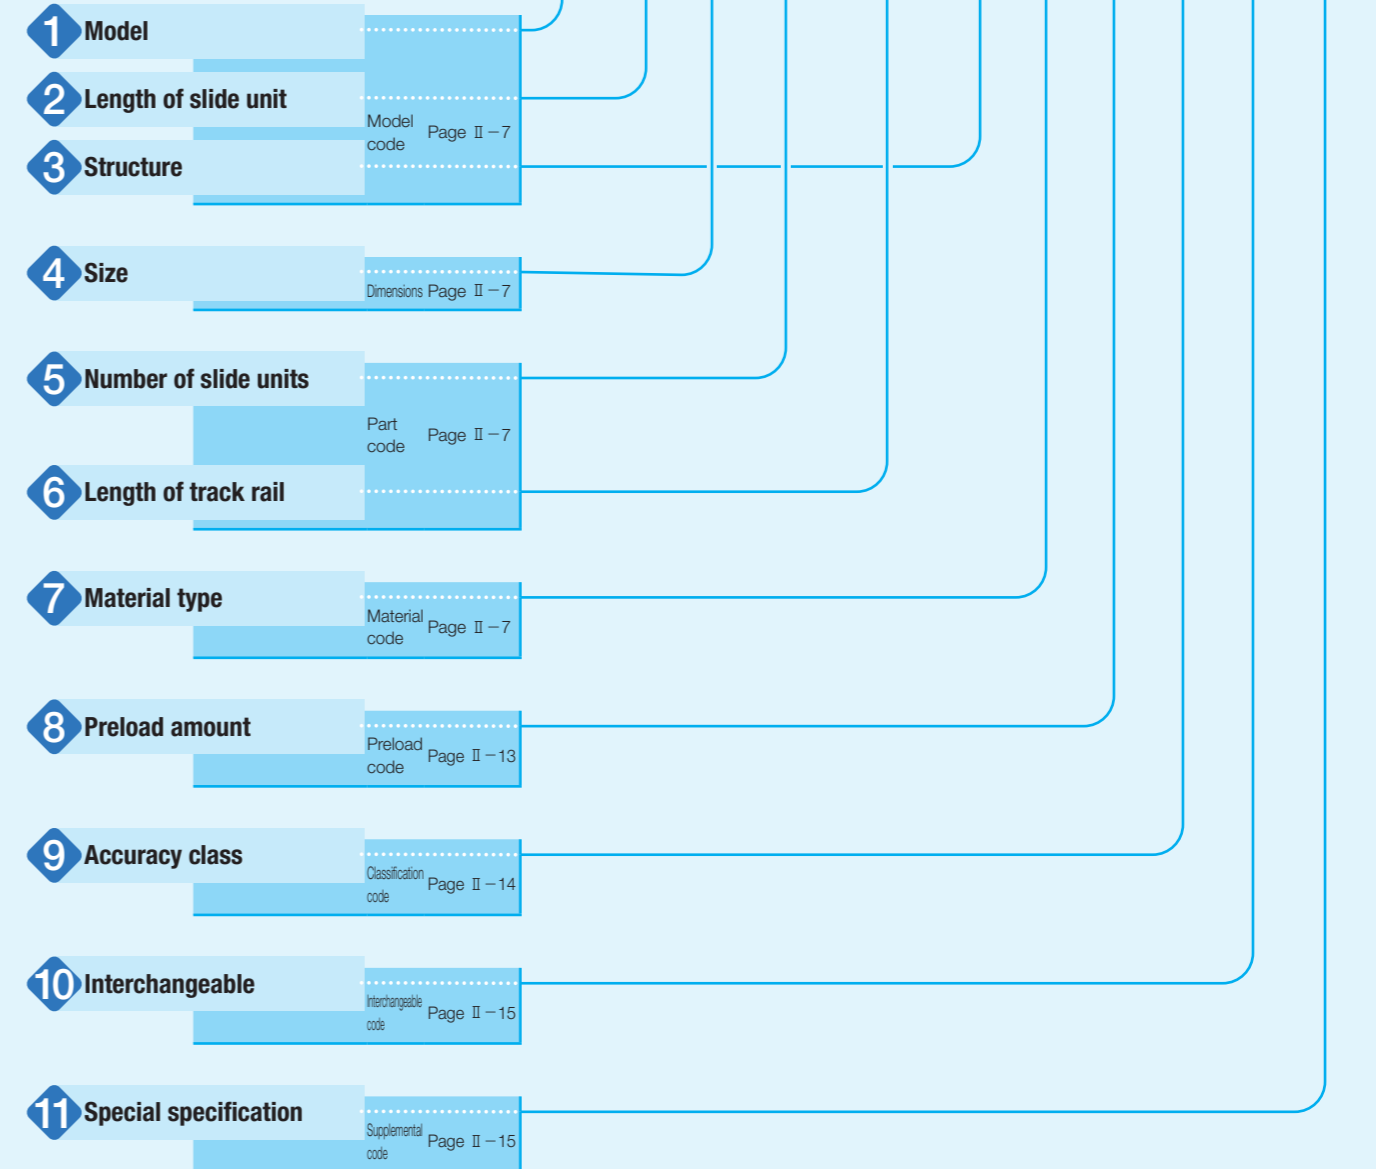 1 Model
2 Length of slide unit
Model code Page Ⅱ－7
3 Structure
4 Size
Dimensions Page Ⅱ－7
5 Number of slide units
Part code Page Ⅱ－7
6 Length of track rail
7 Material type
Material code Page Ⅱ－7
8 Preload amount
Preload code Page Ⅱ－13
9 Accuracy class
Classification code Page Ⅱ－14
10 Interchangeable
Interchangeable code Page Ⅱ－15
11 Special specification
Supplemental code Page Ⅱ－15